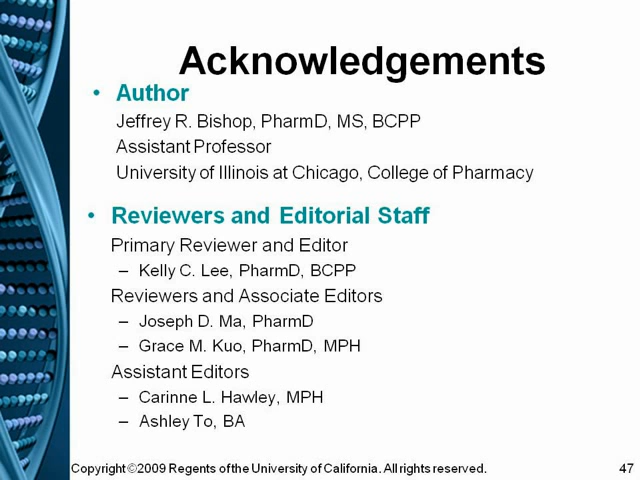 Acknowledgements
• Author
Jeffrey R. Bishop, PharmD, MS, BCPP
Assistant Professor
University of Illinois at Chicago, College of Pharmacy
• Reviewers and Editorial Staff
Primary Reviewer and Editor
– Kelly C. Lee, PharmD, BCPP
Reviewers and Associate Editors
– Joseph D. Ma, PharmD
– Grace M. Kuo, PharmD, MPH
Assistant Editors
– Carinne L. Hawley, MPH
– Ashley To, BA
Copyright ©2009 Regents of the University of California. All rights reserved. 47